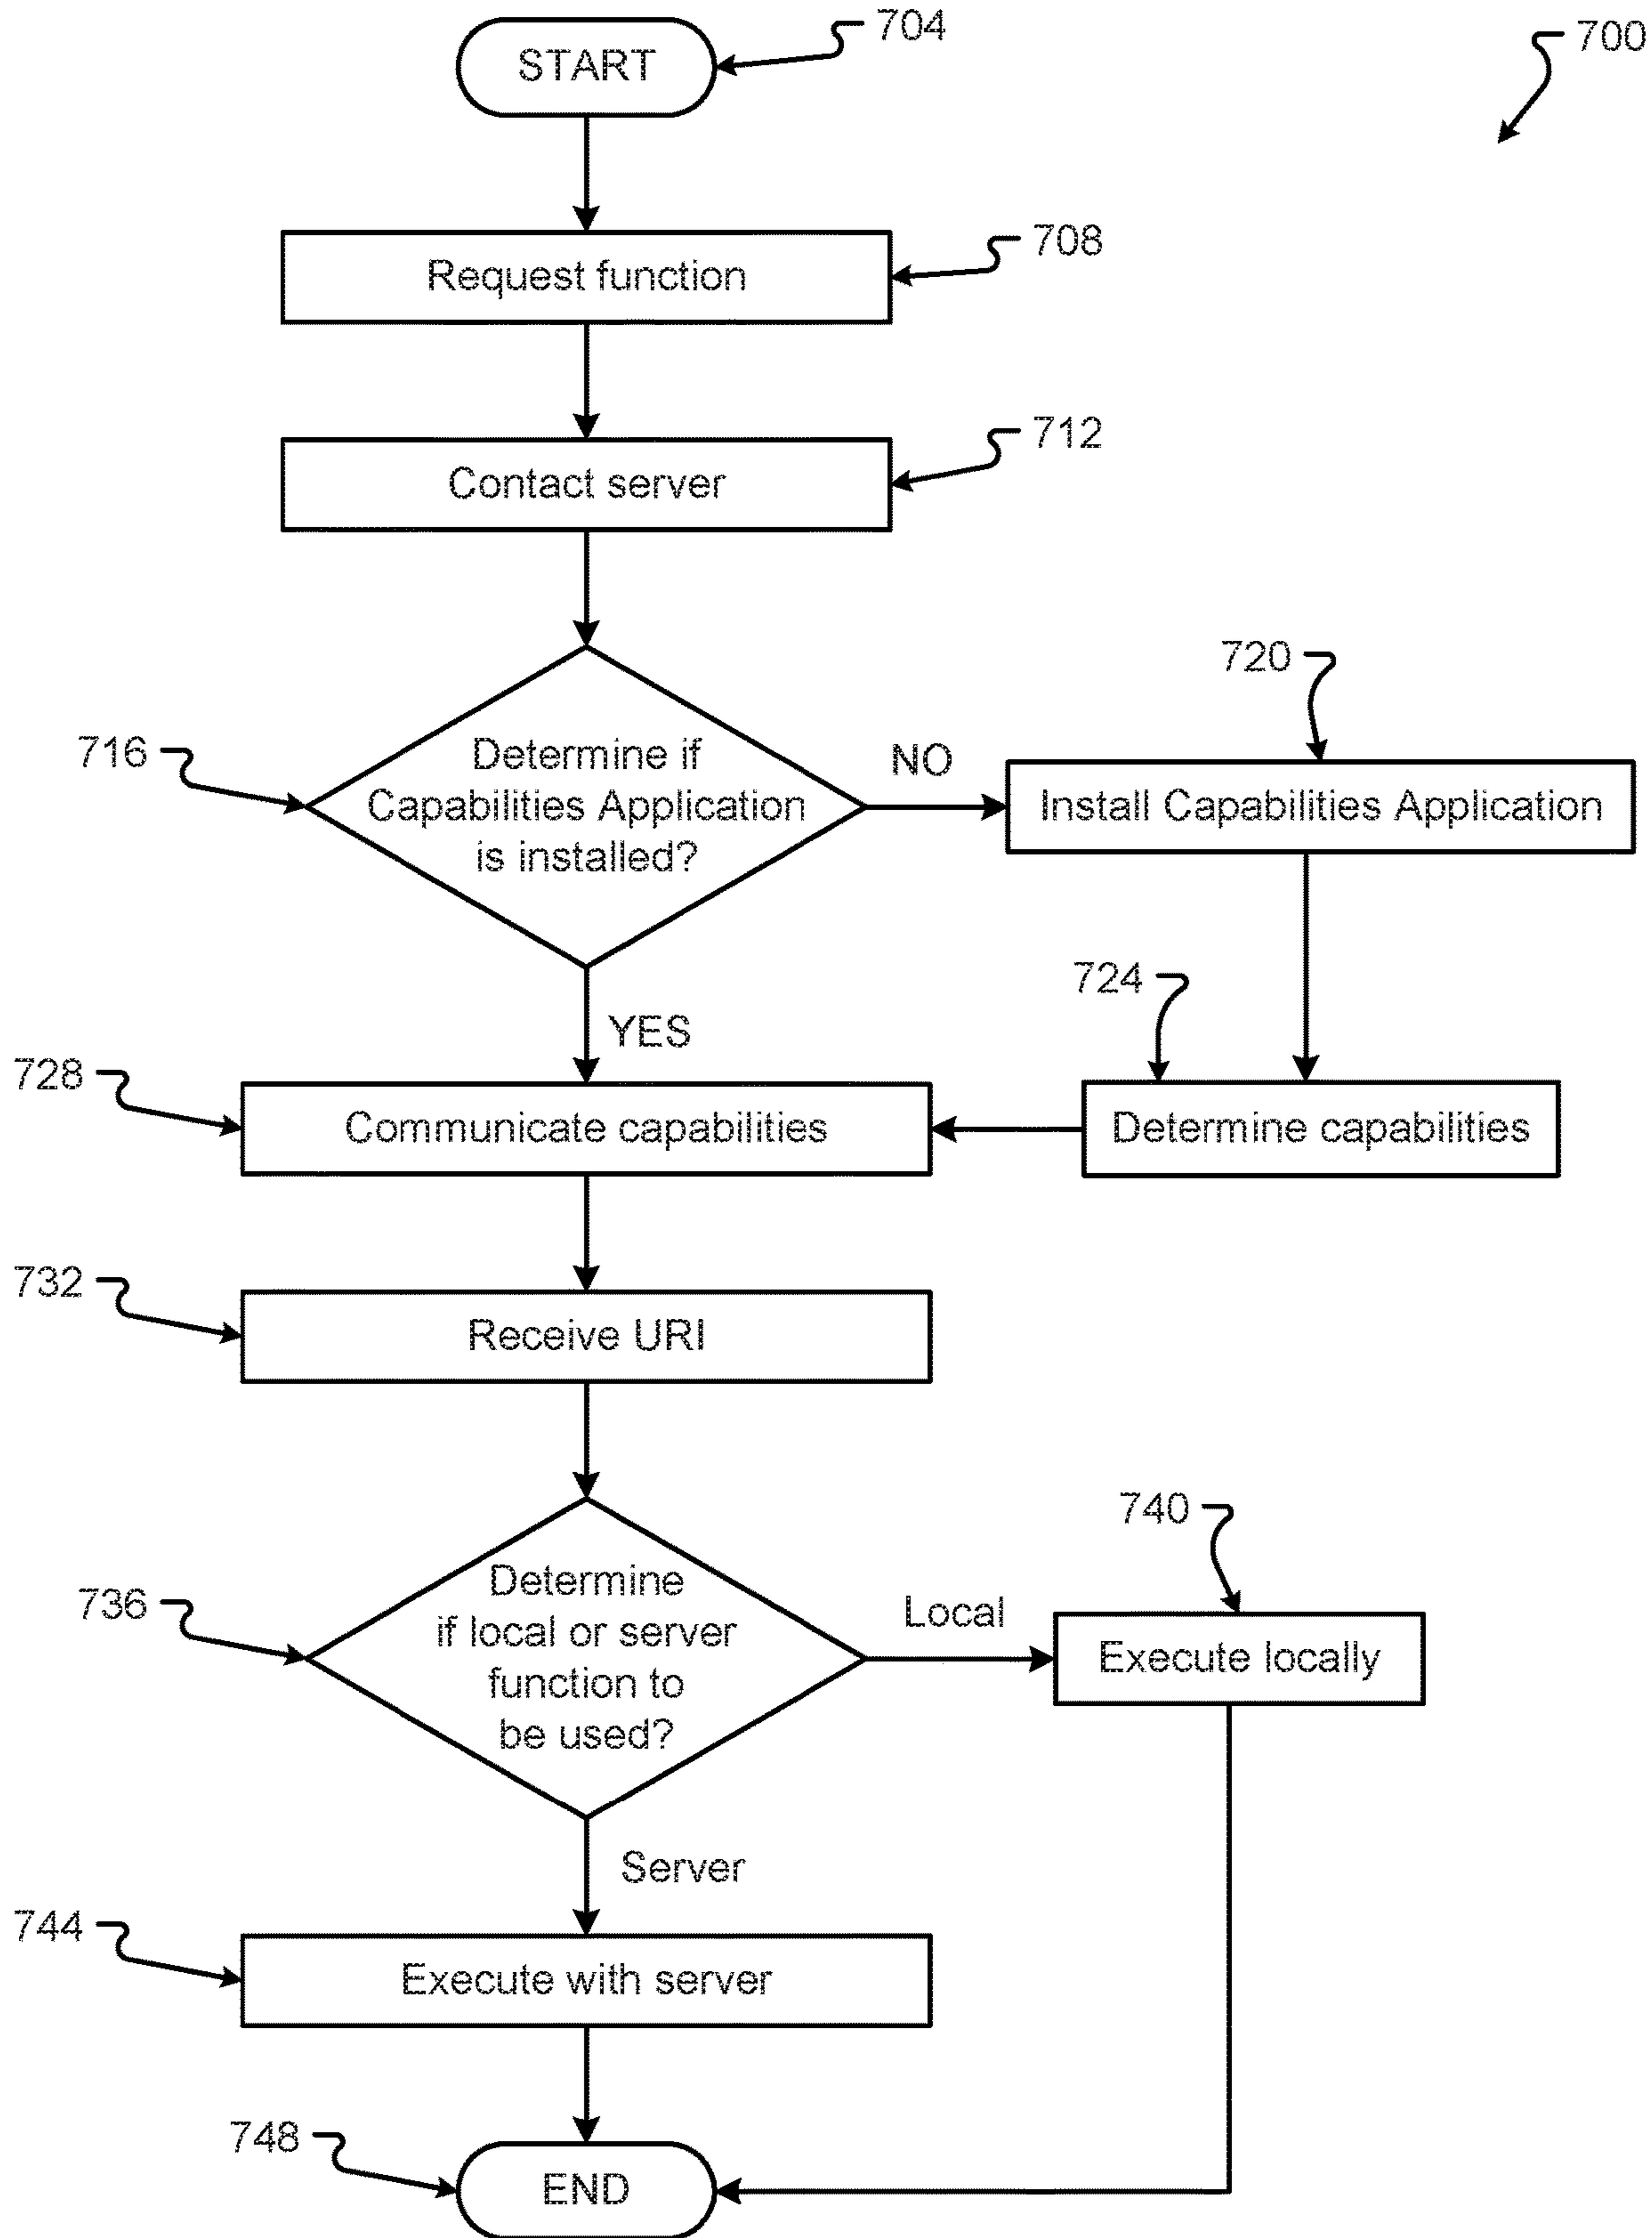 704
START
700
708
Request function
712
Contact server
720
716
Determine if
Capabilities Application
is installed?
NO
Install Capabilities Application
724
YES
728
Communicate capabilities
Determine capabilities
732
Receive URI
740
736
Determine
if local or server
function to
be used?
Local
Execute locally
Server
744
Execute with server
748
END